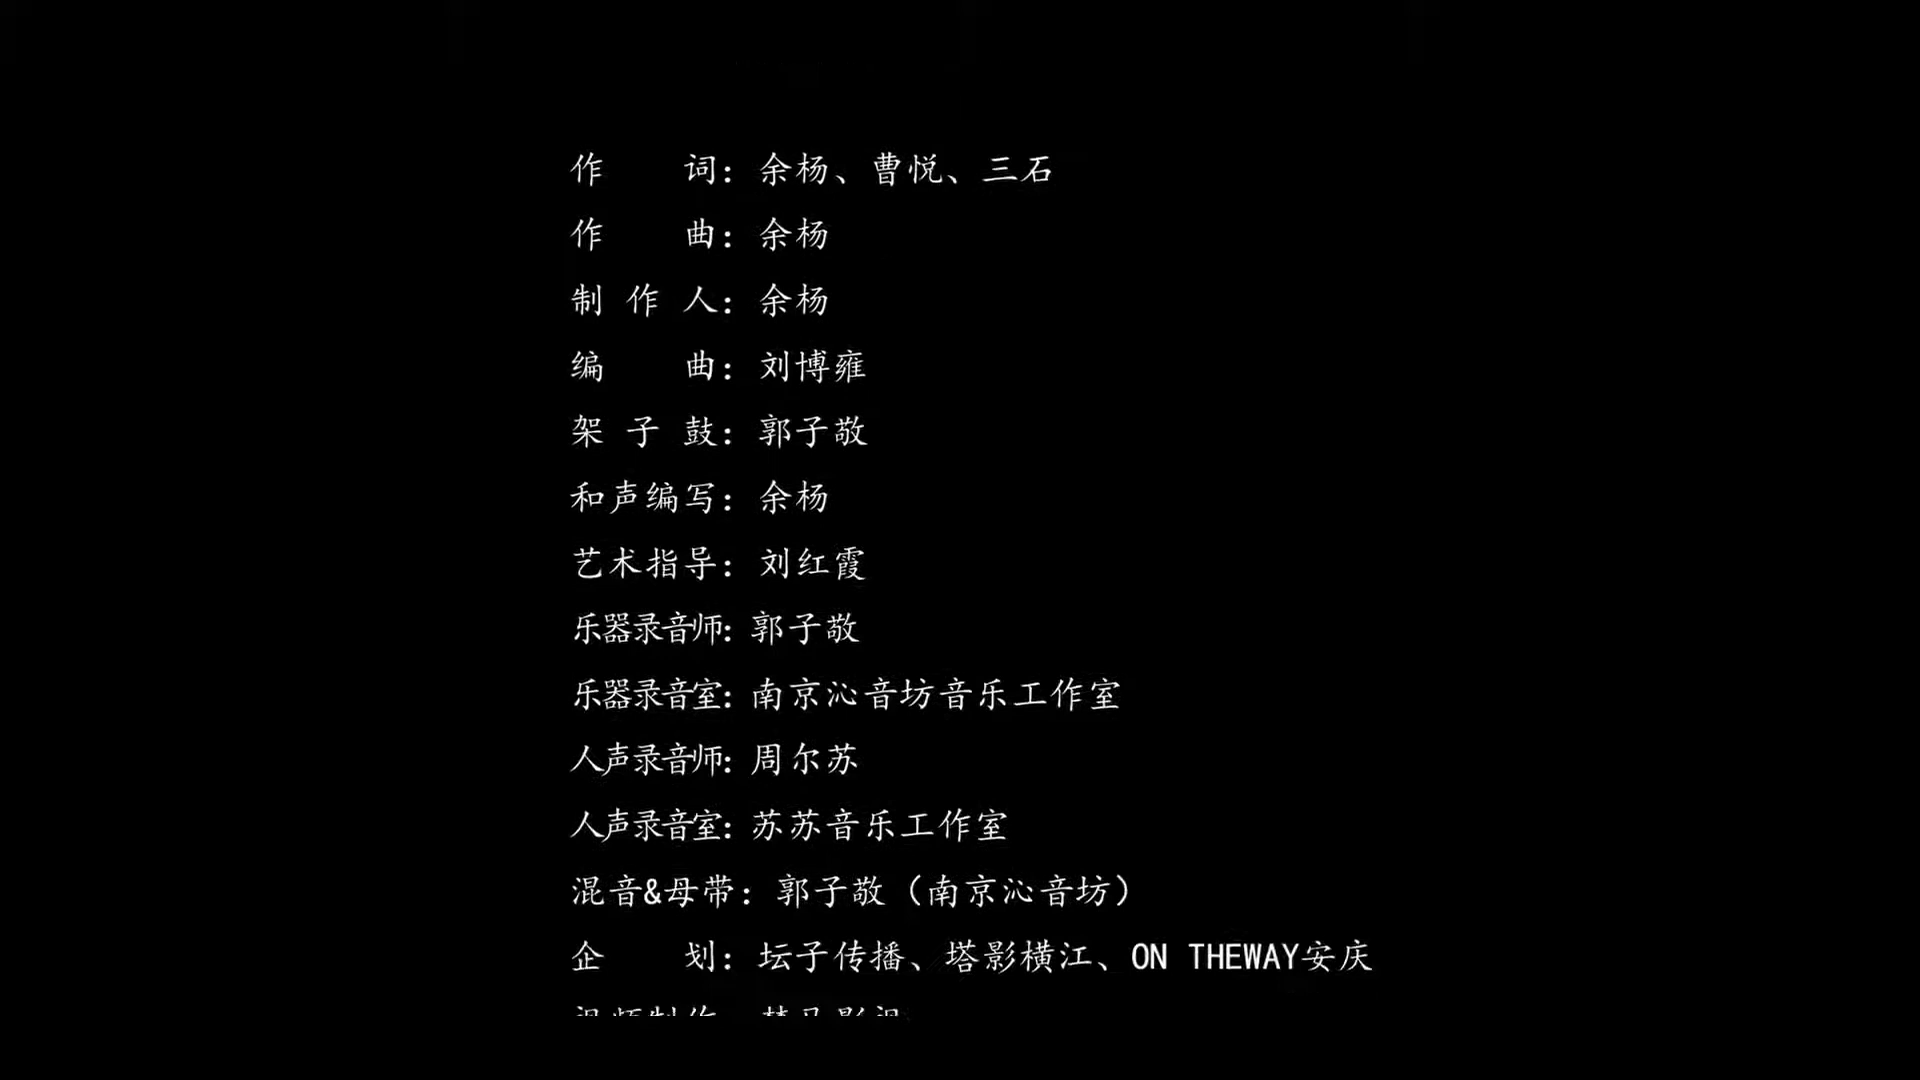 作　　词：余杨、曹悦、三石
作　　曲：余杨
制 作 人：余杨
编　　曲：刘博雍
架 子 鼓：郭子敬
和声编写：余杨
艺术指导：刘红霞
乐器录音师：郭子敬
乐器录音室：南京沁音坊音乐工作室
人声录音师：周尔苏
人声录音室：苏苏音乐工作室
混音&母带：郭子敬（南京沁音坊）
企　　划：坛子传播、塔影横江、ON THEWAY安庆